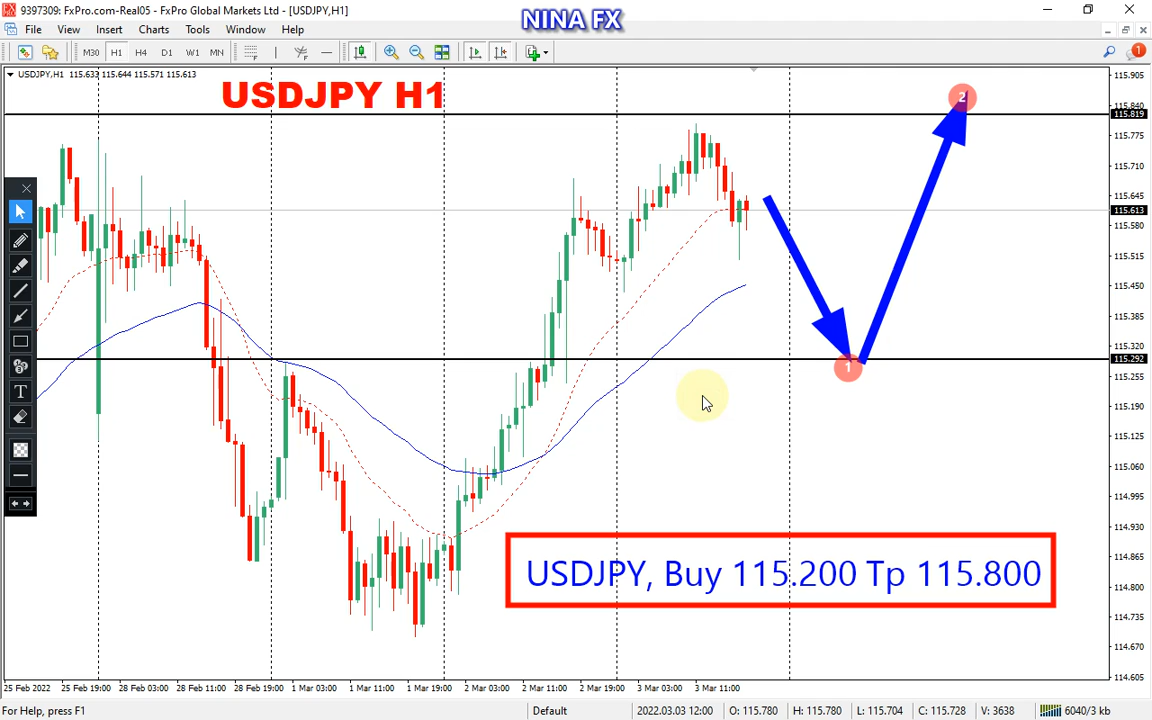 9397309: FxPro.com-Real05 - FxPro Global Markets Ltd - [USDJPY,H1]
NINA FX
File View Insert Charts Tools Window Help
M30 H1 H4 D1 W1 MN
1
USDJPY,H1 115.633 115.644 115.571 115.613
USDJPY H1
115.905
115.840
115.819
115.775
115.710
115.645
115.613
115.580
115.515
115.450
115.385
115.320
115.292
115.255
115.190
115.125
115.060
114.995
114.930
114.865
114.800
114.735
114.670
114.605
2
1
T
USDJPY, Buy 115.200 Tp 115.800
25 Feb 2022 25 Feb 19:00 28 Feb 03:00 28 Feb 11:00 28 Feb 19:00 1 Mar 03:00 1 Mar 11:00 1 Mar 19:00 2 Mar 03:00 2 Mar 11:00 2 Mar 19:00 3 Mar 03:00 3 Mar 11:00
For Help, press F1 Default 2022.03.03 12:00 O: 115.780 H: 115.780 L: 115.704 C: 115.728 V: 3638 6040/3 kb